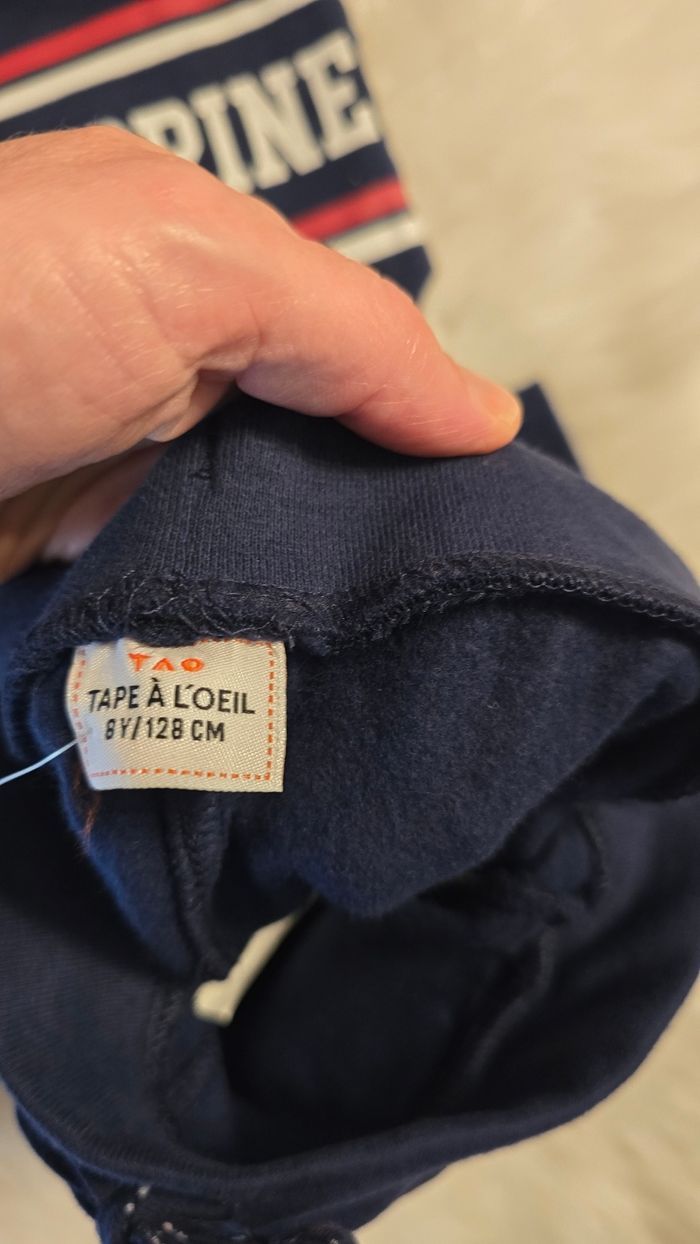 PINE
TAO
TAPE À L'OEIL
8Y/128 CM